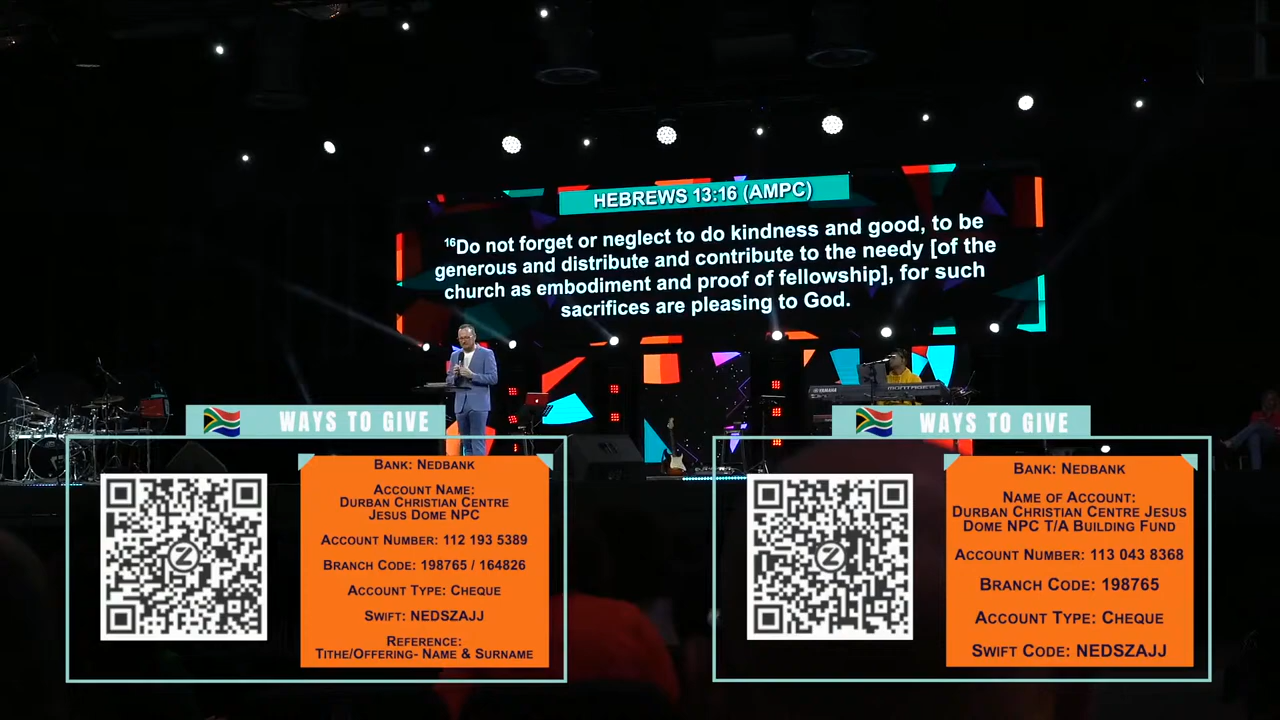 HEBREWS 13:16 (AMPC)
16Do not forget or neglect to do kindness and good, to be
generous and distribute and contribute to the needy [of the
church as embodiment and proof of fellowship], for such
sacrifices are pleasing to God.
YAMAHA
MONTAGE
WAYS TO GIVE
BANK: NEDBANK
ACCOUNT NAME:
DURBAN CHRISTIAN CENTRE
JESUS DOME NPC
ACCOUNT NUMBER: 112 193 5389
BRANCH CODE: 198765 / 164826
ACCOUNT TYPE: CHEQUE
SWIFT: NEDSZAJJ
REFERENCE:
TITHE/OFFERING- NAME & SURNAME
WAYS TO GIVE
BANK: NEDBANK
NAME OF ACCOUNT:
DURBAN CHRISTIAN CENTRE JESUS
DOME NPC T/A BUILDING FUND
ACCOUNT NUMBER: 113 043 8368
BRANCH CODE: 198765
ACCOUNT TYPE: CHEQUE
SWIFT CODE: NEDSZAJJ